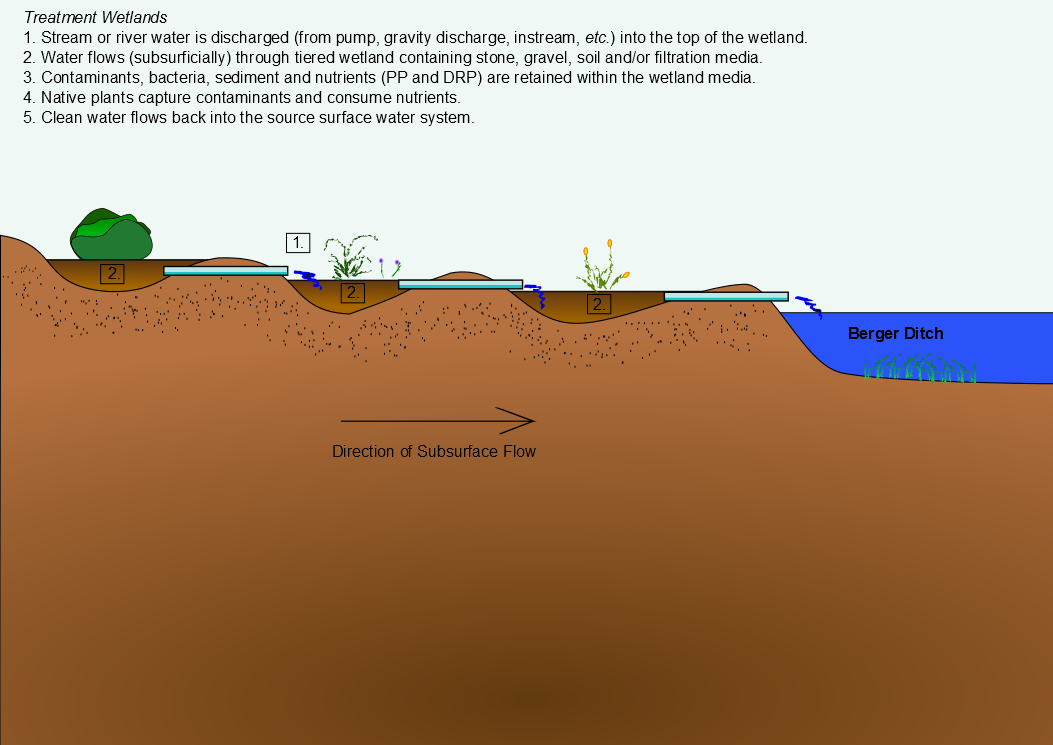 Treatment Wetlands
1. Stream or river water is discharged (from pump, gravity discharge, instream, etc.) into the top of the wetland.
2. Water flows (subsurficially) through tiered wetland containing stone, gravel, soil and/or filtration media.
3. Contaminants, bacteria, sediment and nutrients (PP and DRP) are retained within the wetland media.
4. Native plants capture contaminants and consume nutrients.
5. Clean water flows back into the source surface water system.
1.
2.
2.
2.
Berger Ditch
Direction of Subsurface Flow